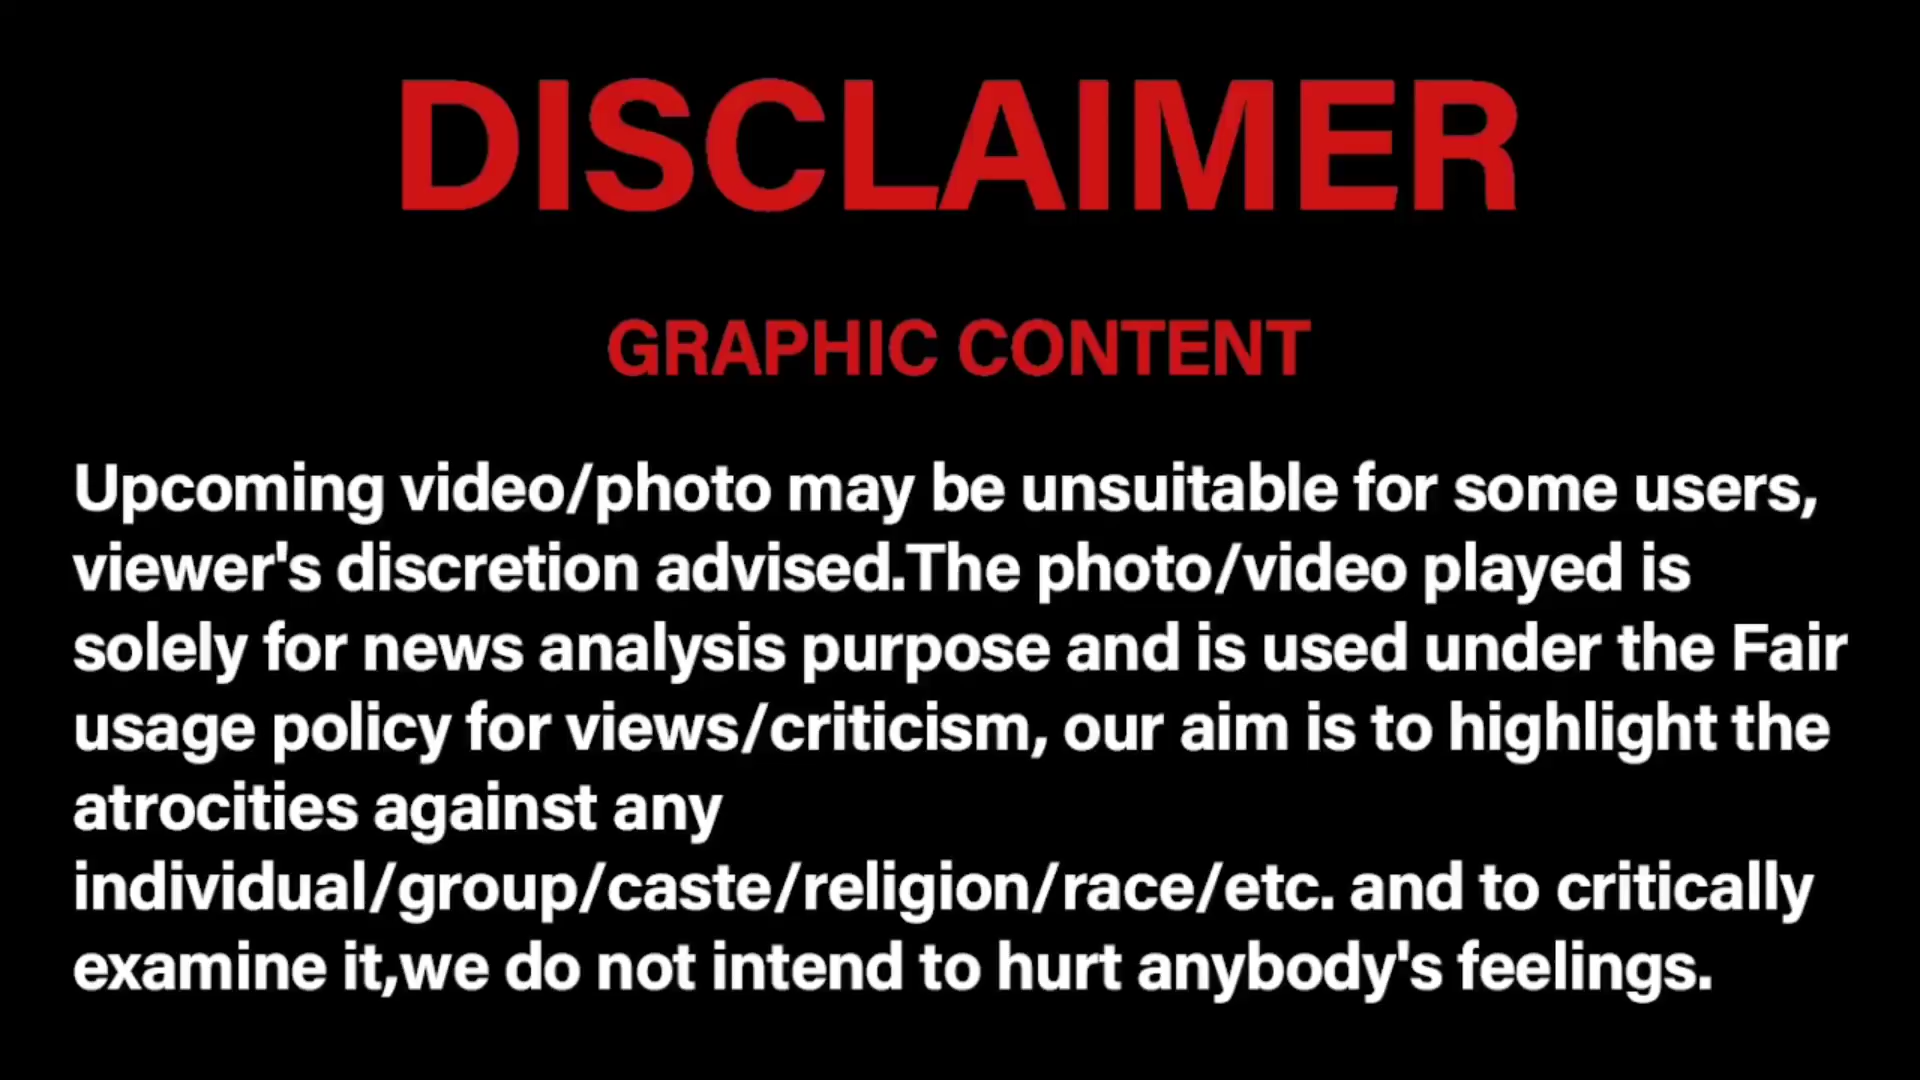 DISCLAIMER
GRAPHIC CONTENT
Upcoming video/photo may be unsuitable for some users,
viewer's discretion advised.The photo/video played is
solely for news analysis purpose and is used under the Fair
usage policy for views/criticism, our aim is to highlight the
atrocities against any
individual/group/caste/religion/race/etc. and to critically
examine it,we do not intend to hurt anybody's feelings.